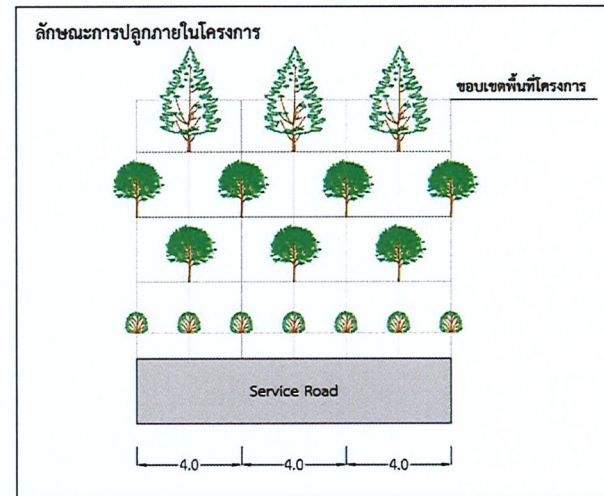 ลักษณะการปลูกภายในโครงการ
ขอบเขตพื้นที่โครงการ
Service Road
4.0 4.0 4.0